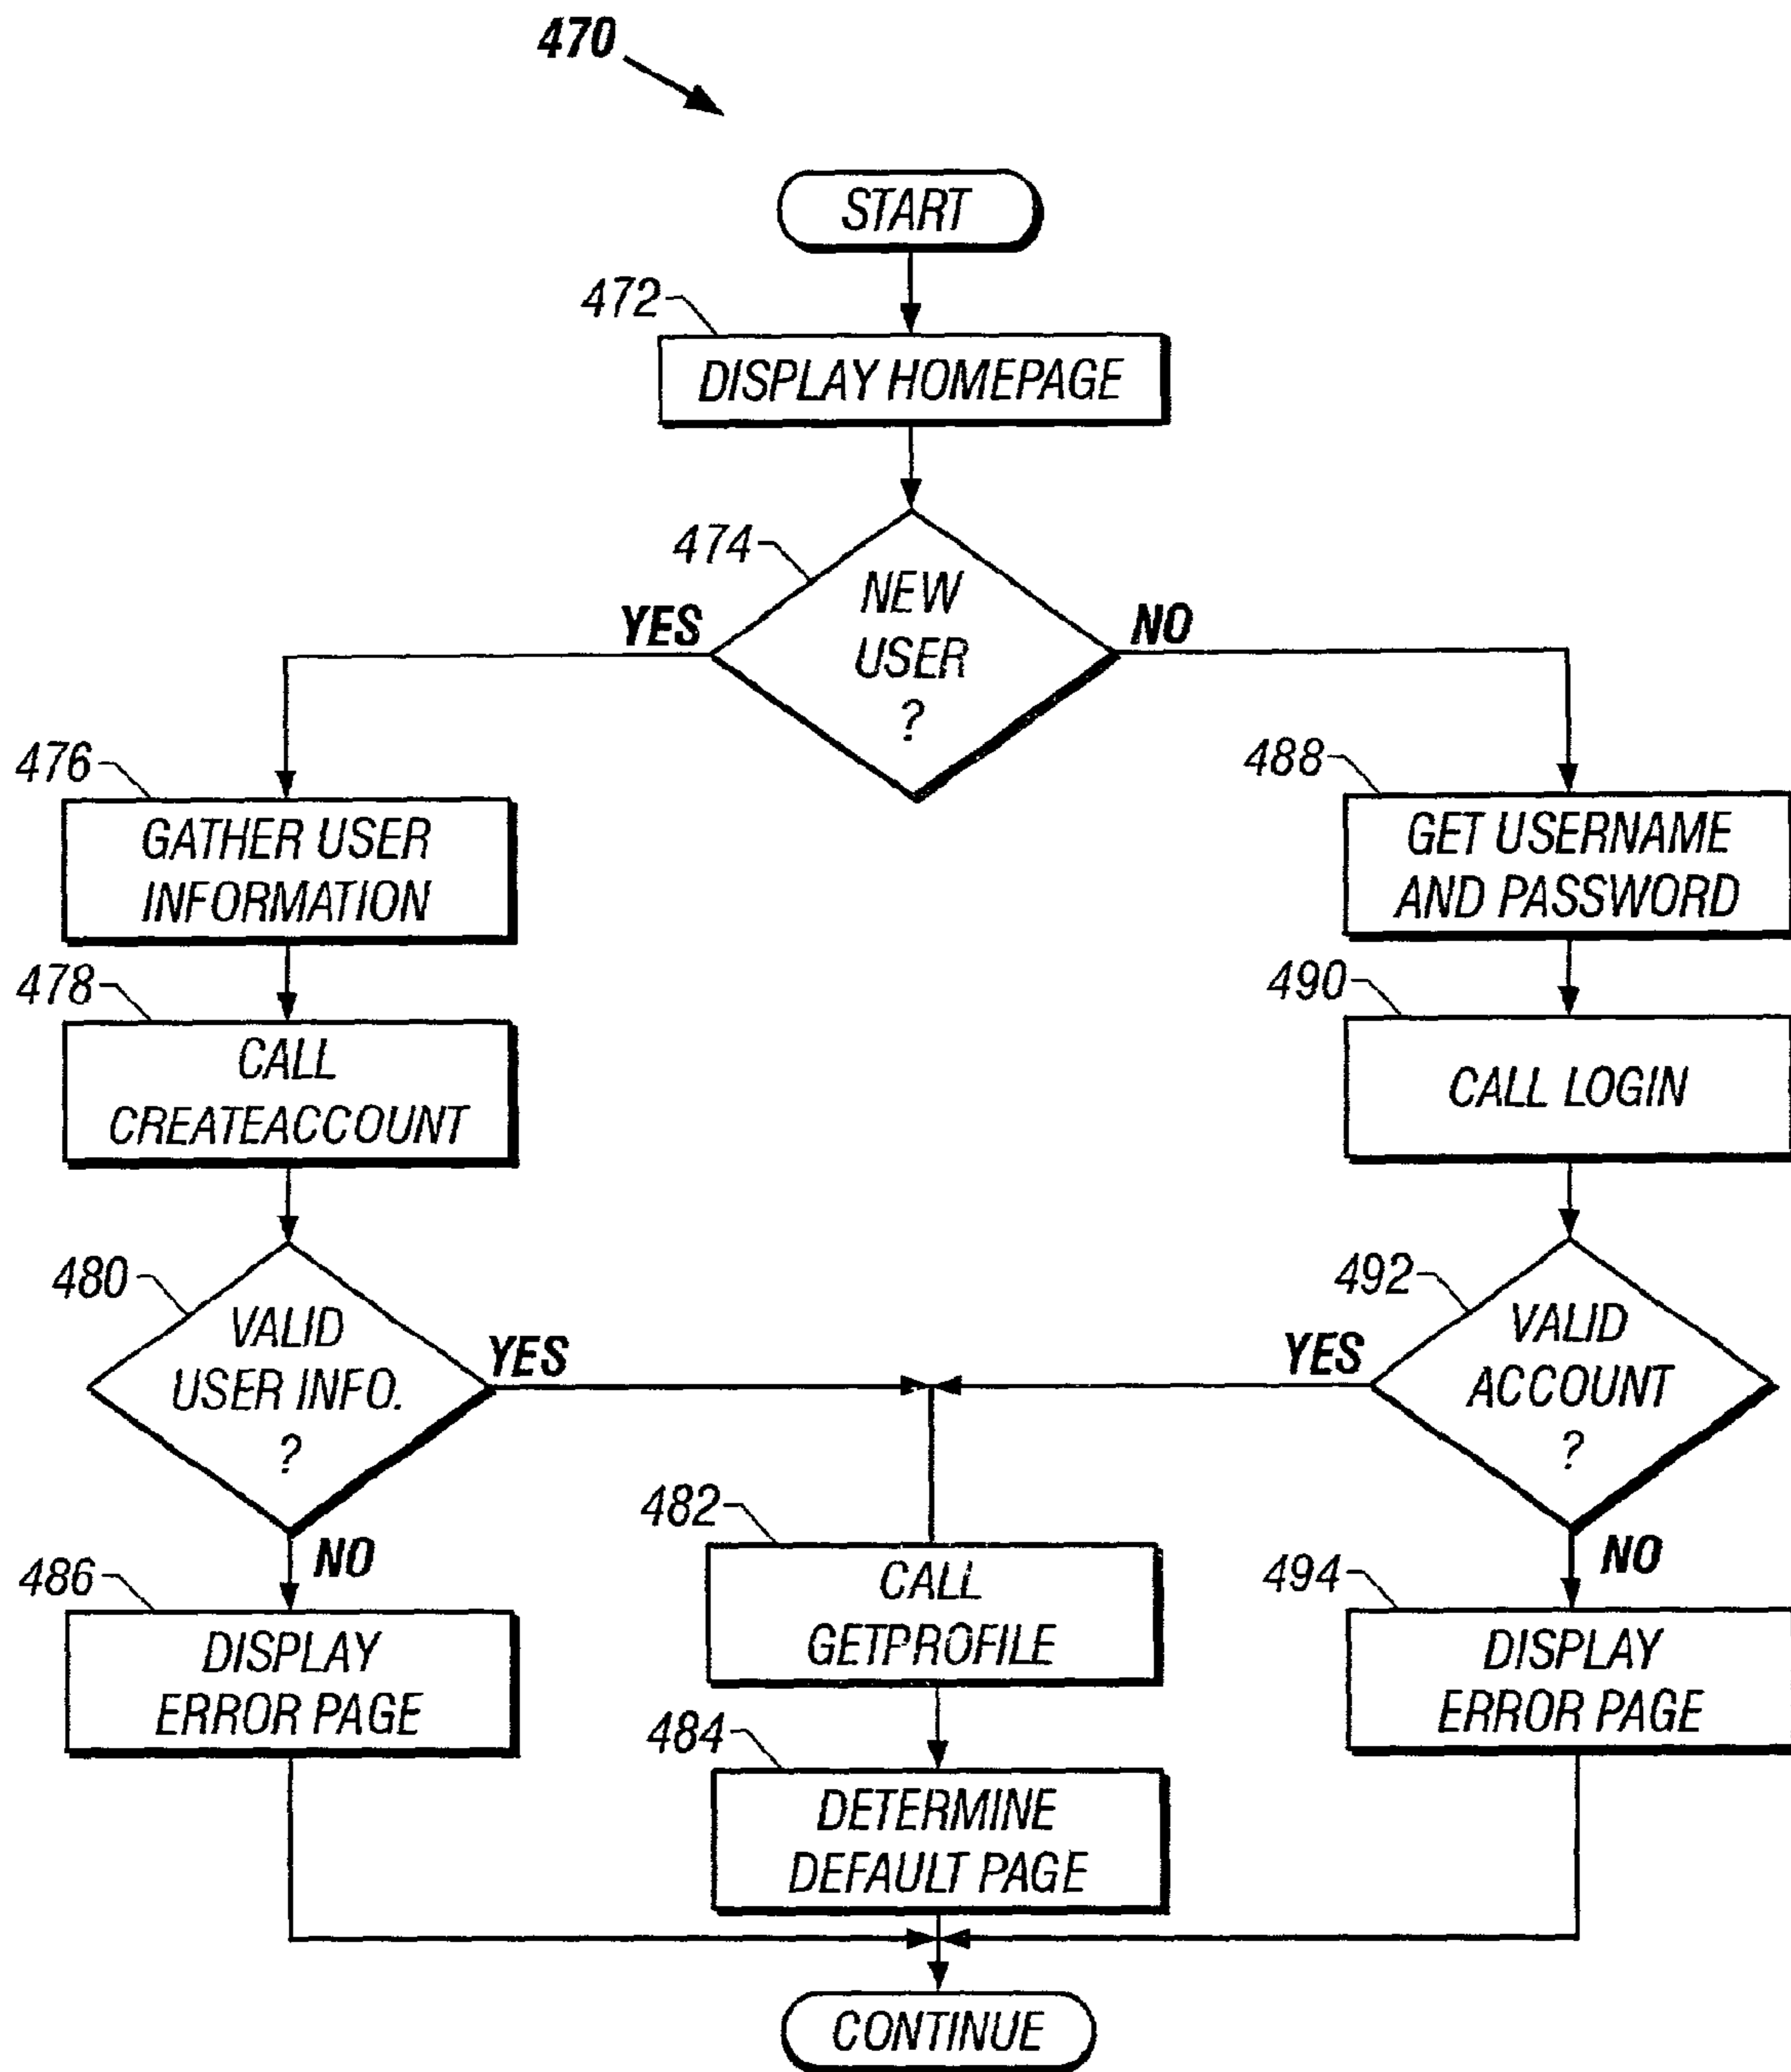 470
START
472
DISPLAY HOMEPAGE
474
NEW
USER
?
YES
NO
476
GATHER USER
INFORMATION
478
CALL
CREATEACCOUNT
480
VALID
USER INFO.
?
YES
NO
486
DISPLAY
ERROR PAGE
482
CALL
GETPROFILE
484
DETERMINE
DEFAULT PAGE
488
GET USERNAME
AND PASSWORD
490
CALL LOGIN
492
VALID
ACCOUNT
?
YES
NO
494
DISPLAY
ERROR PAGE
CONTINUE